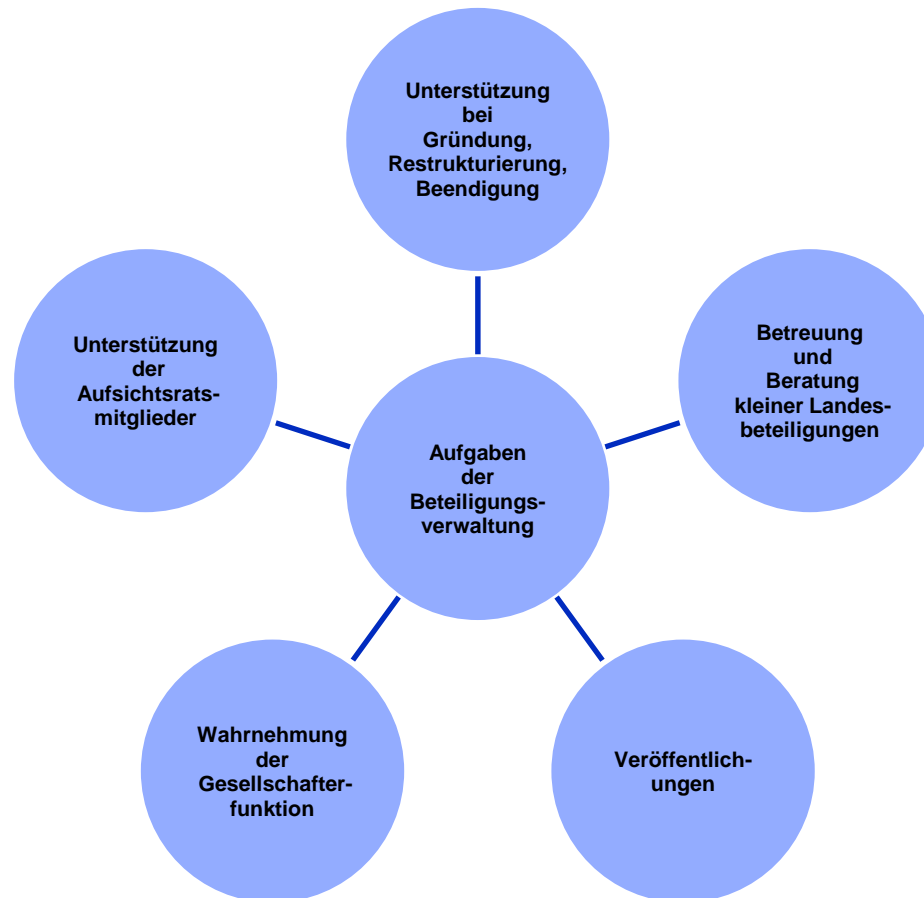 Unterstützung
bei
Gründung,
Restrukturierung,
Beendigung
Unterstützung
der
Aufsichtsrats-
mitglieder
Betreuung
und
Beratung
kleiner Landes-
beteiligungen
Aufgaben
der
Beteiligungs-
verwaltung
Wahrnehmung
der
Gesellschafter-
funktion
Veröffentlich-
ungen